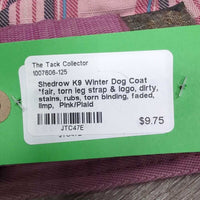 The Tack Collector
1007606-125
Shedrow K9 Winter Dog Coat
*fair, torn leg strap & logo, dirty,
stains, rubs, torn binding, faded,
limp, Pink/Plaid
JTC47E
JTC47E
$9.75